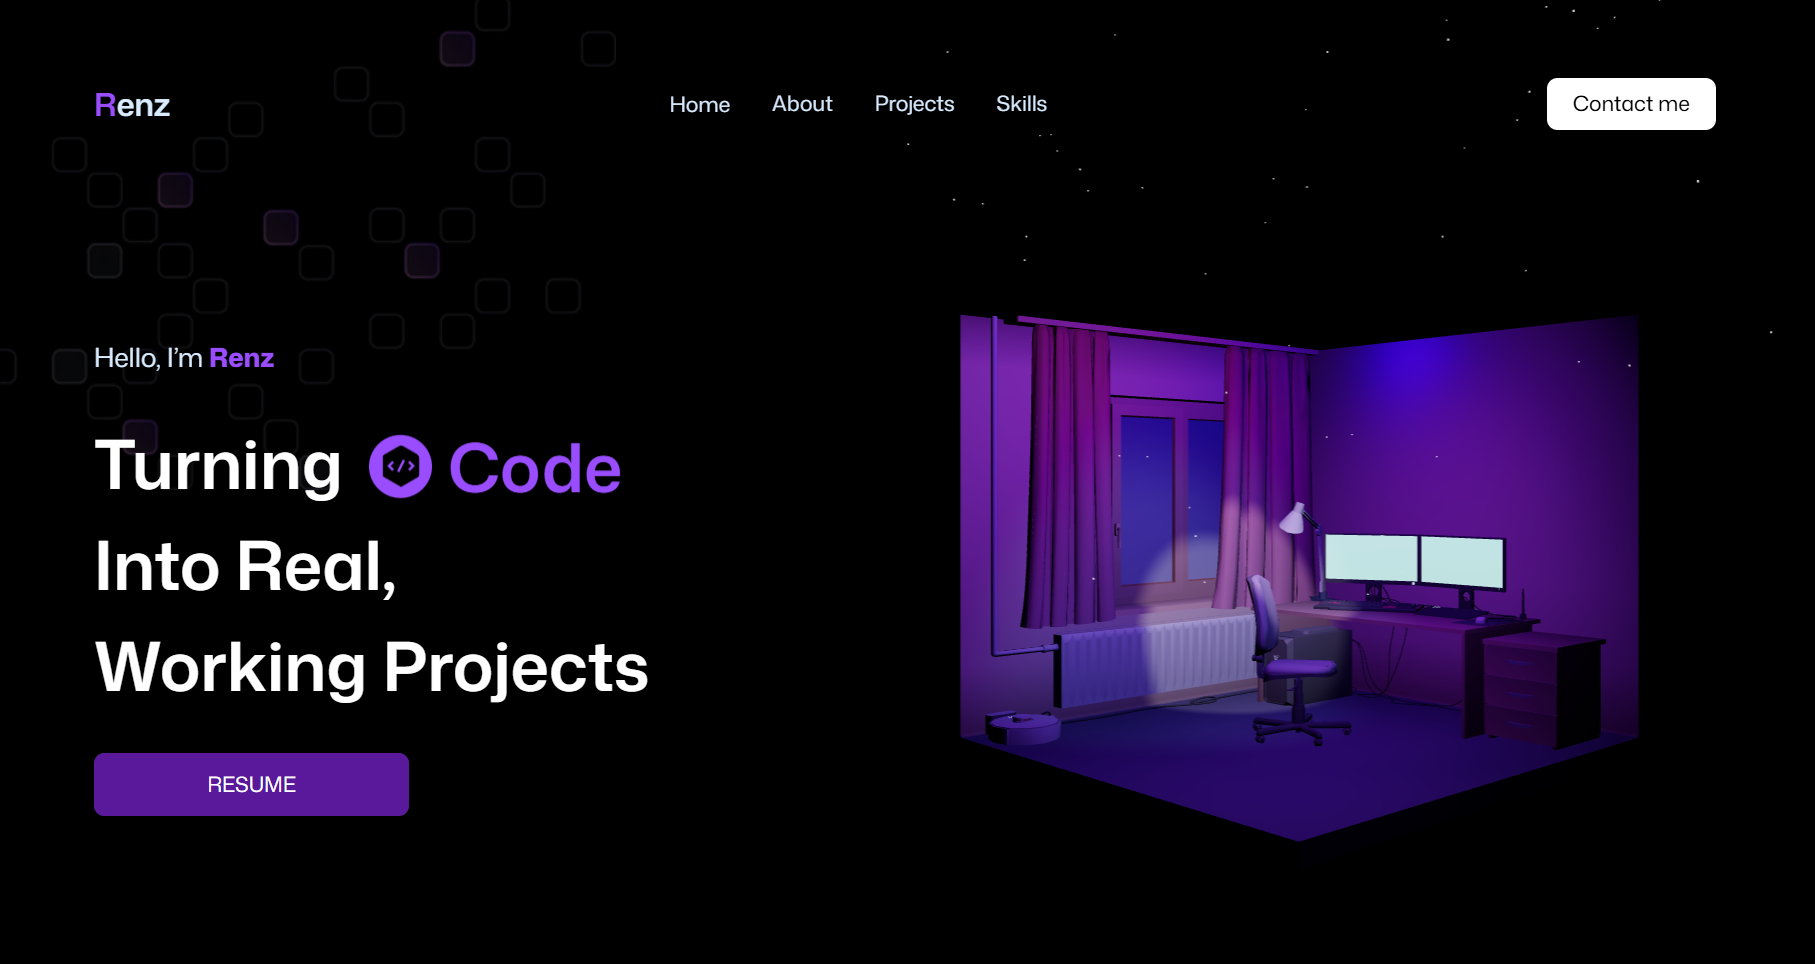 Renz
Home About Projects Skills
Contact me
Hello, I’m Renz
Turning </> Code
Into Real,
Working Projects
RESUME